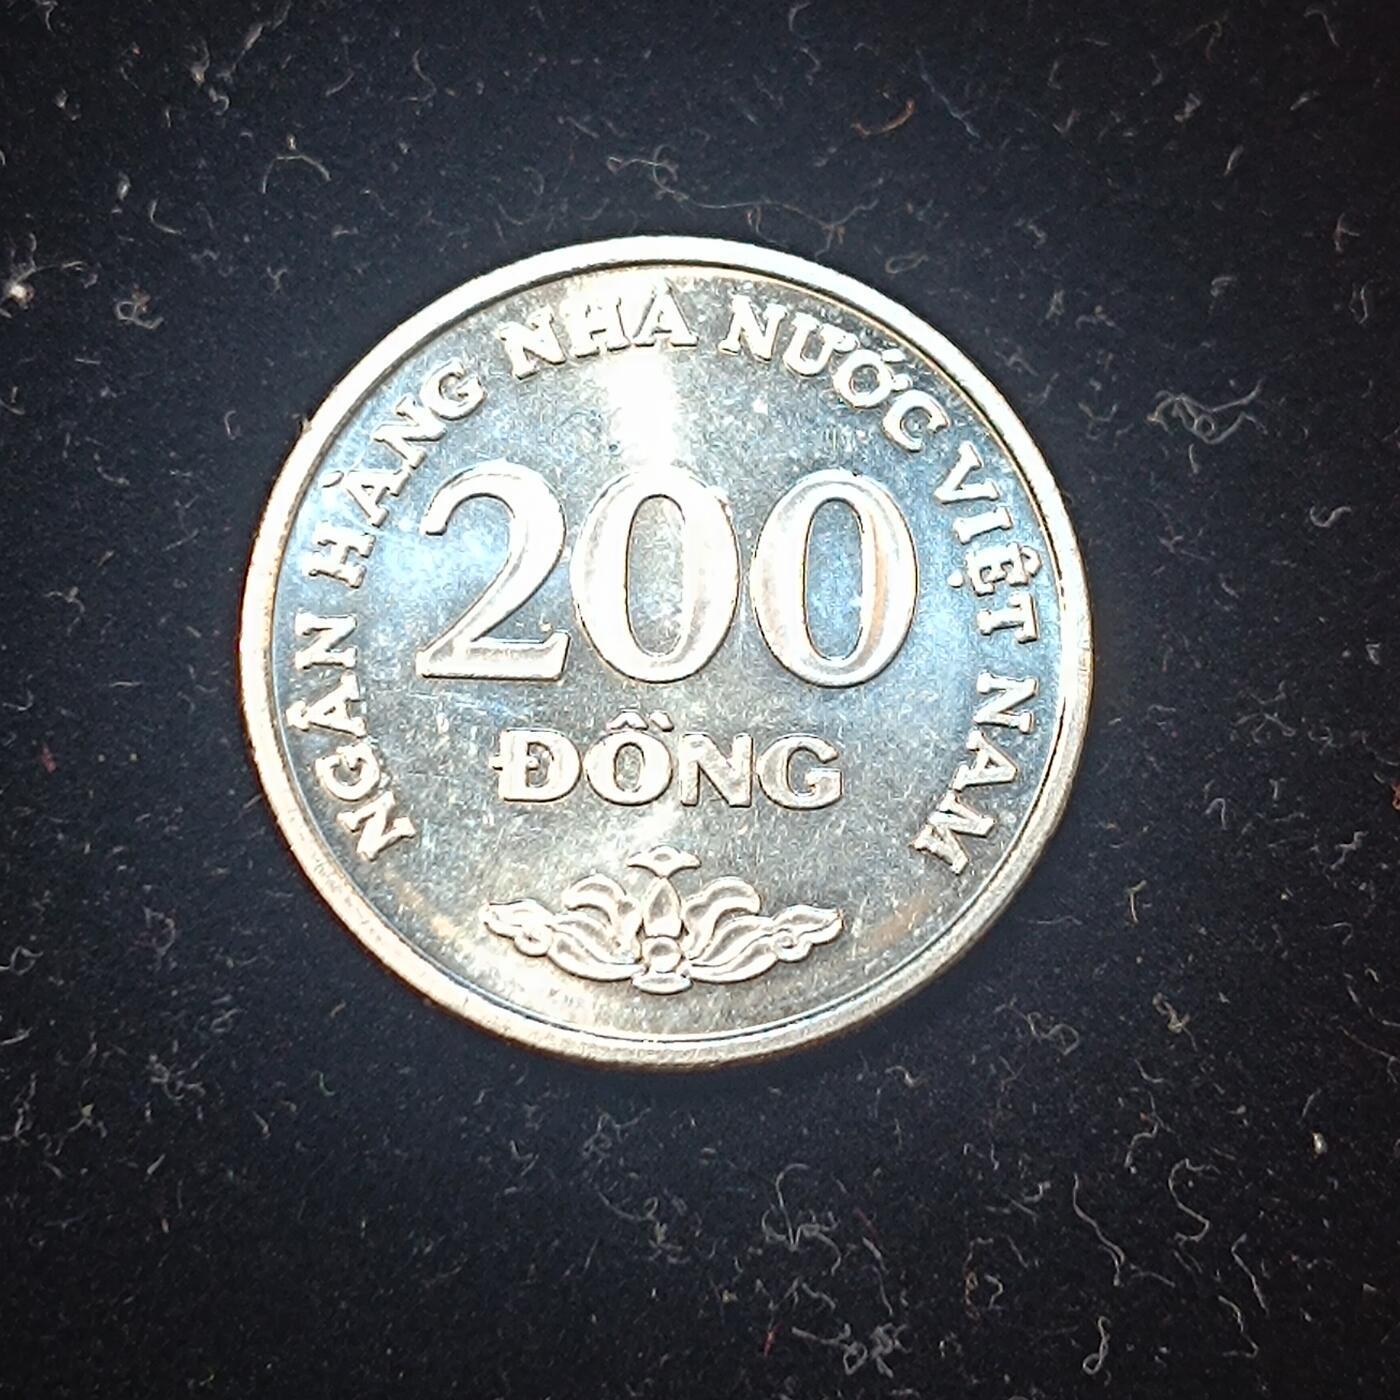 NGÂN HÀNG NHÀ NƯỚC VIỆT NAM
200
ĐỒNG